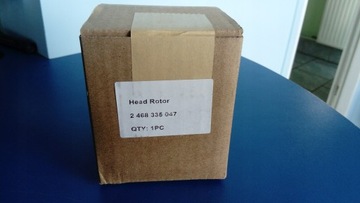 Head Rotor
2 468 335 047
QTY: 1PC